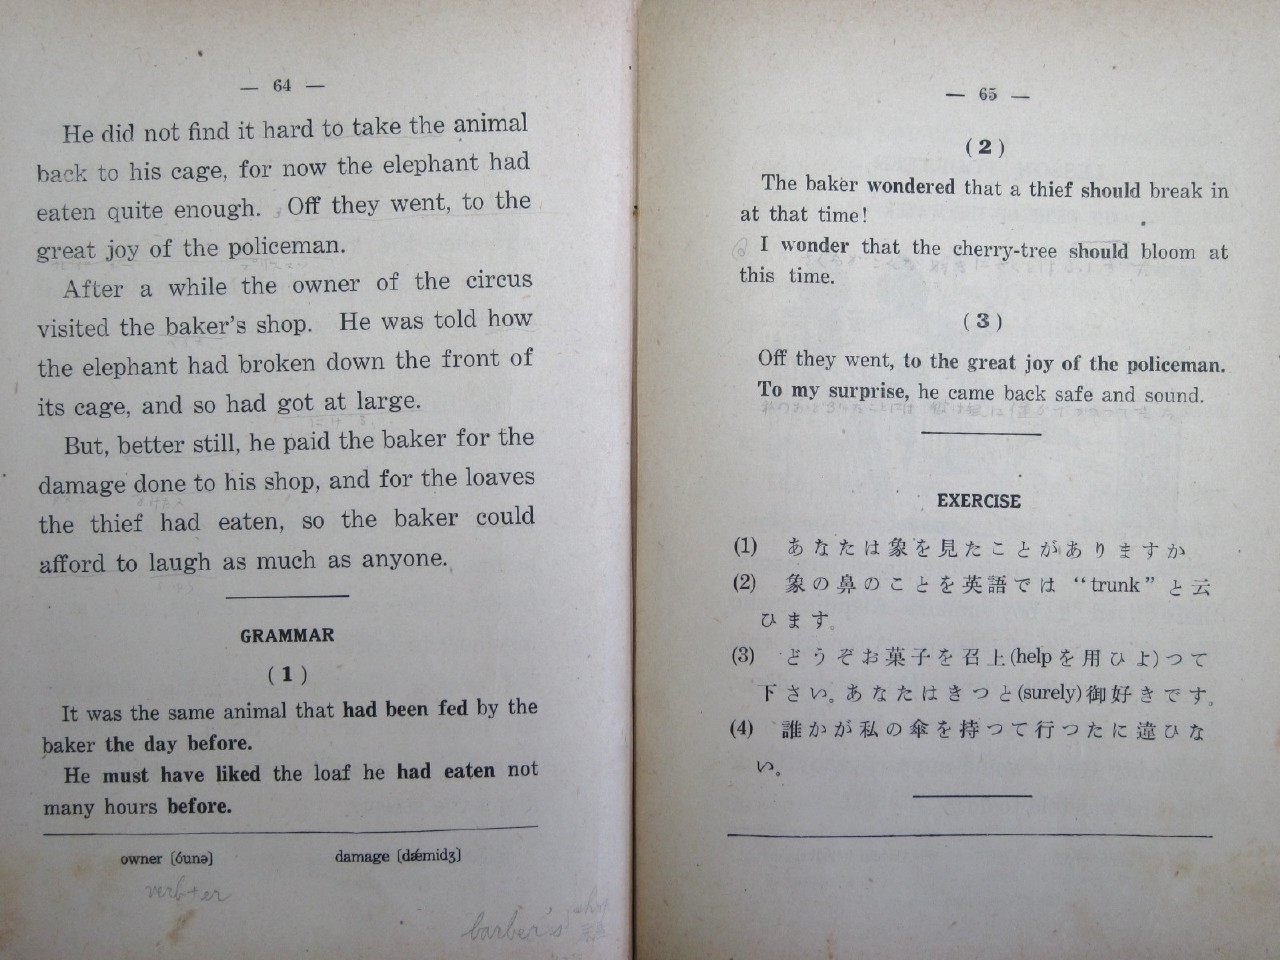 — 64 —
He did not find it hard to take the animal
back to his cage, for now the elephant had
eaten quite enough. Off they went, to the
great joy of the policeman.
After a while the owner of the circus
visited the baker's shop. He was told how
the elephant had broken down the front of
its cage, and so had got at large.
But, better still, he paid the baker for the
damage done to his shop, and for the loaves
the thief had eaten, so the baker could
afford to laugh as much as anyone.
GRAMMAR
(1)
It was the same animal that had been fed by the
baker the day before.
He must have liked the loaf he had eaten not
many hours before.
owner [óunə] damage [dǽmidʒ]
verb+er
barber's shop
— 65 —
(2)
The baker wondered that a thief should break in
at that time!
I wonder that the cherry-tree should bloom at
this time.
(3)
Off they went, to the great joy of the policeman.
To my surprise, he came back safe and sound.
EXERCISE
(1) あなたは象を見たことがありますか
(2) 象の鼻のことを英語では “trunk” と云
ひます。
(3) どうぞお菓子を召上(helpを用ひよ)つて
下さい。あなたはきつと(surely)御好きです。
(4) 誰かが私の傘を持つて行つたに違ひな
い。